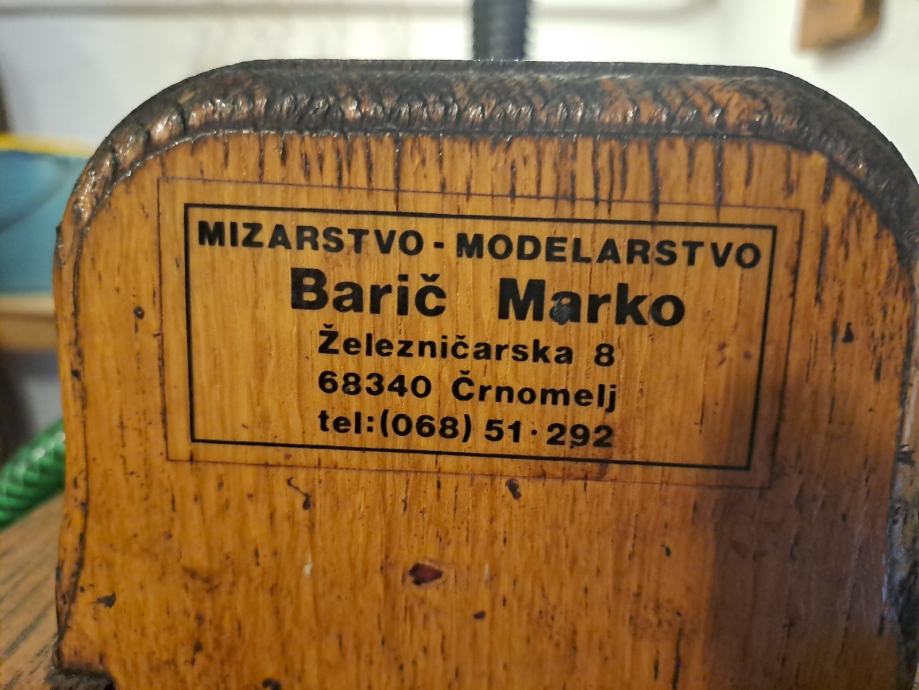 MIZARSTVO - MODELARSTVO
Barič Marko
Železničarska 8
68340 Črnomelj
tel:(068) 51·292